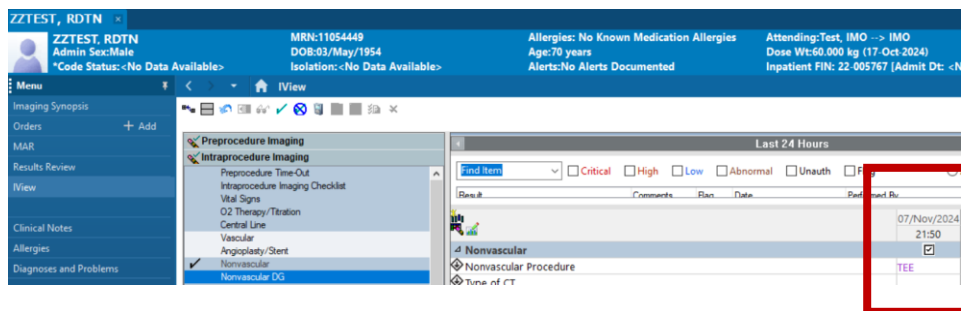 ZZTEST, RDTN ×
ZZTEST, RDTN MRN:11054449 Allergies: No Known Medication Allergies Attending:Test, IMO --> IMO
Admin Sex:Male DOB:03/May/1954 Age:70 years Dose Wt:60.000 kg (17-Oct-2024)
*Code Status:<No Data Available> Isolation:<No Data Available> Alerts:No Alerts Documented Inpatient FIN: 22-005767 [Admit Dt: <N
Menu IView
Imaging Synopsis
Orders + Add
MAR
Results Review
IView
Clinical Notes
Allergies
Diagnoses and Problems
Preprocedure Imaging
Intraprocedure Imaging
Preprocedure Time-Out
Intraprocedure Imaging Checklist
Vital Signs
O2 Therapy/Titration
Central Line
Vascular
Angioplasty/Stent
Nonvascular
Nonvascular DG
Last 24 Hours
Find Item Critical High Low Abnormal Unauth
Result Comments Flag Date Performed By
07/Nov/2024
21:50
Nonvascular
Nonvascular Procedure TEE
Type of CT